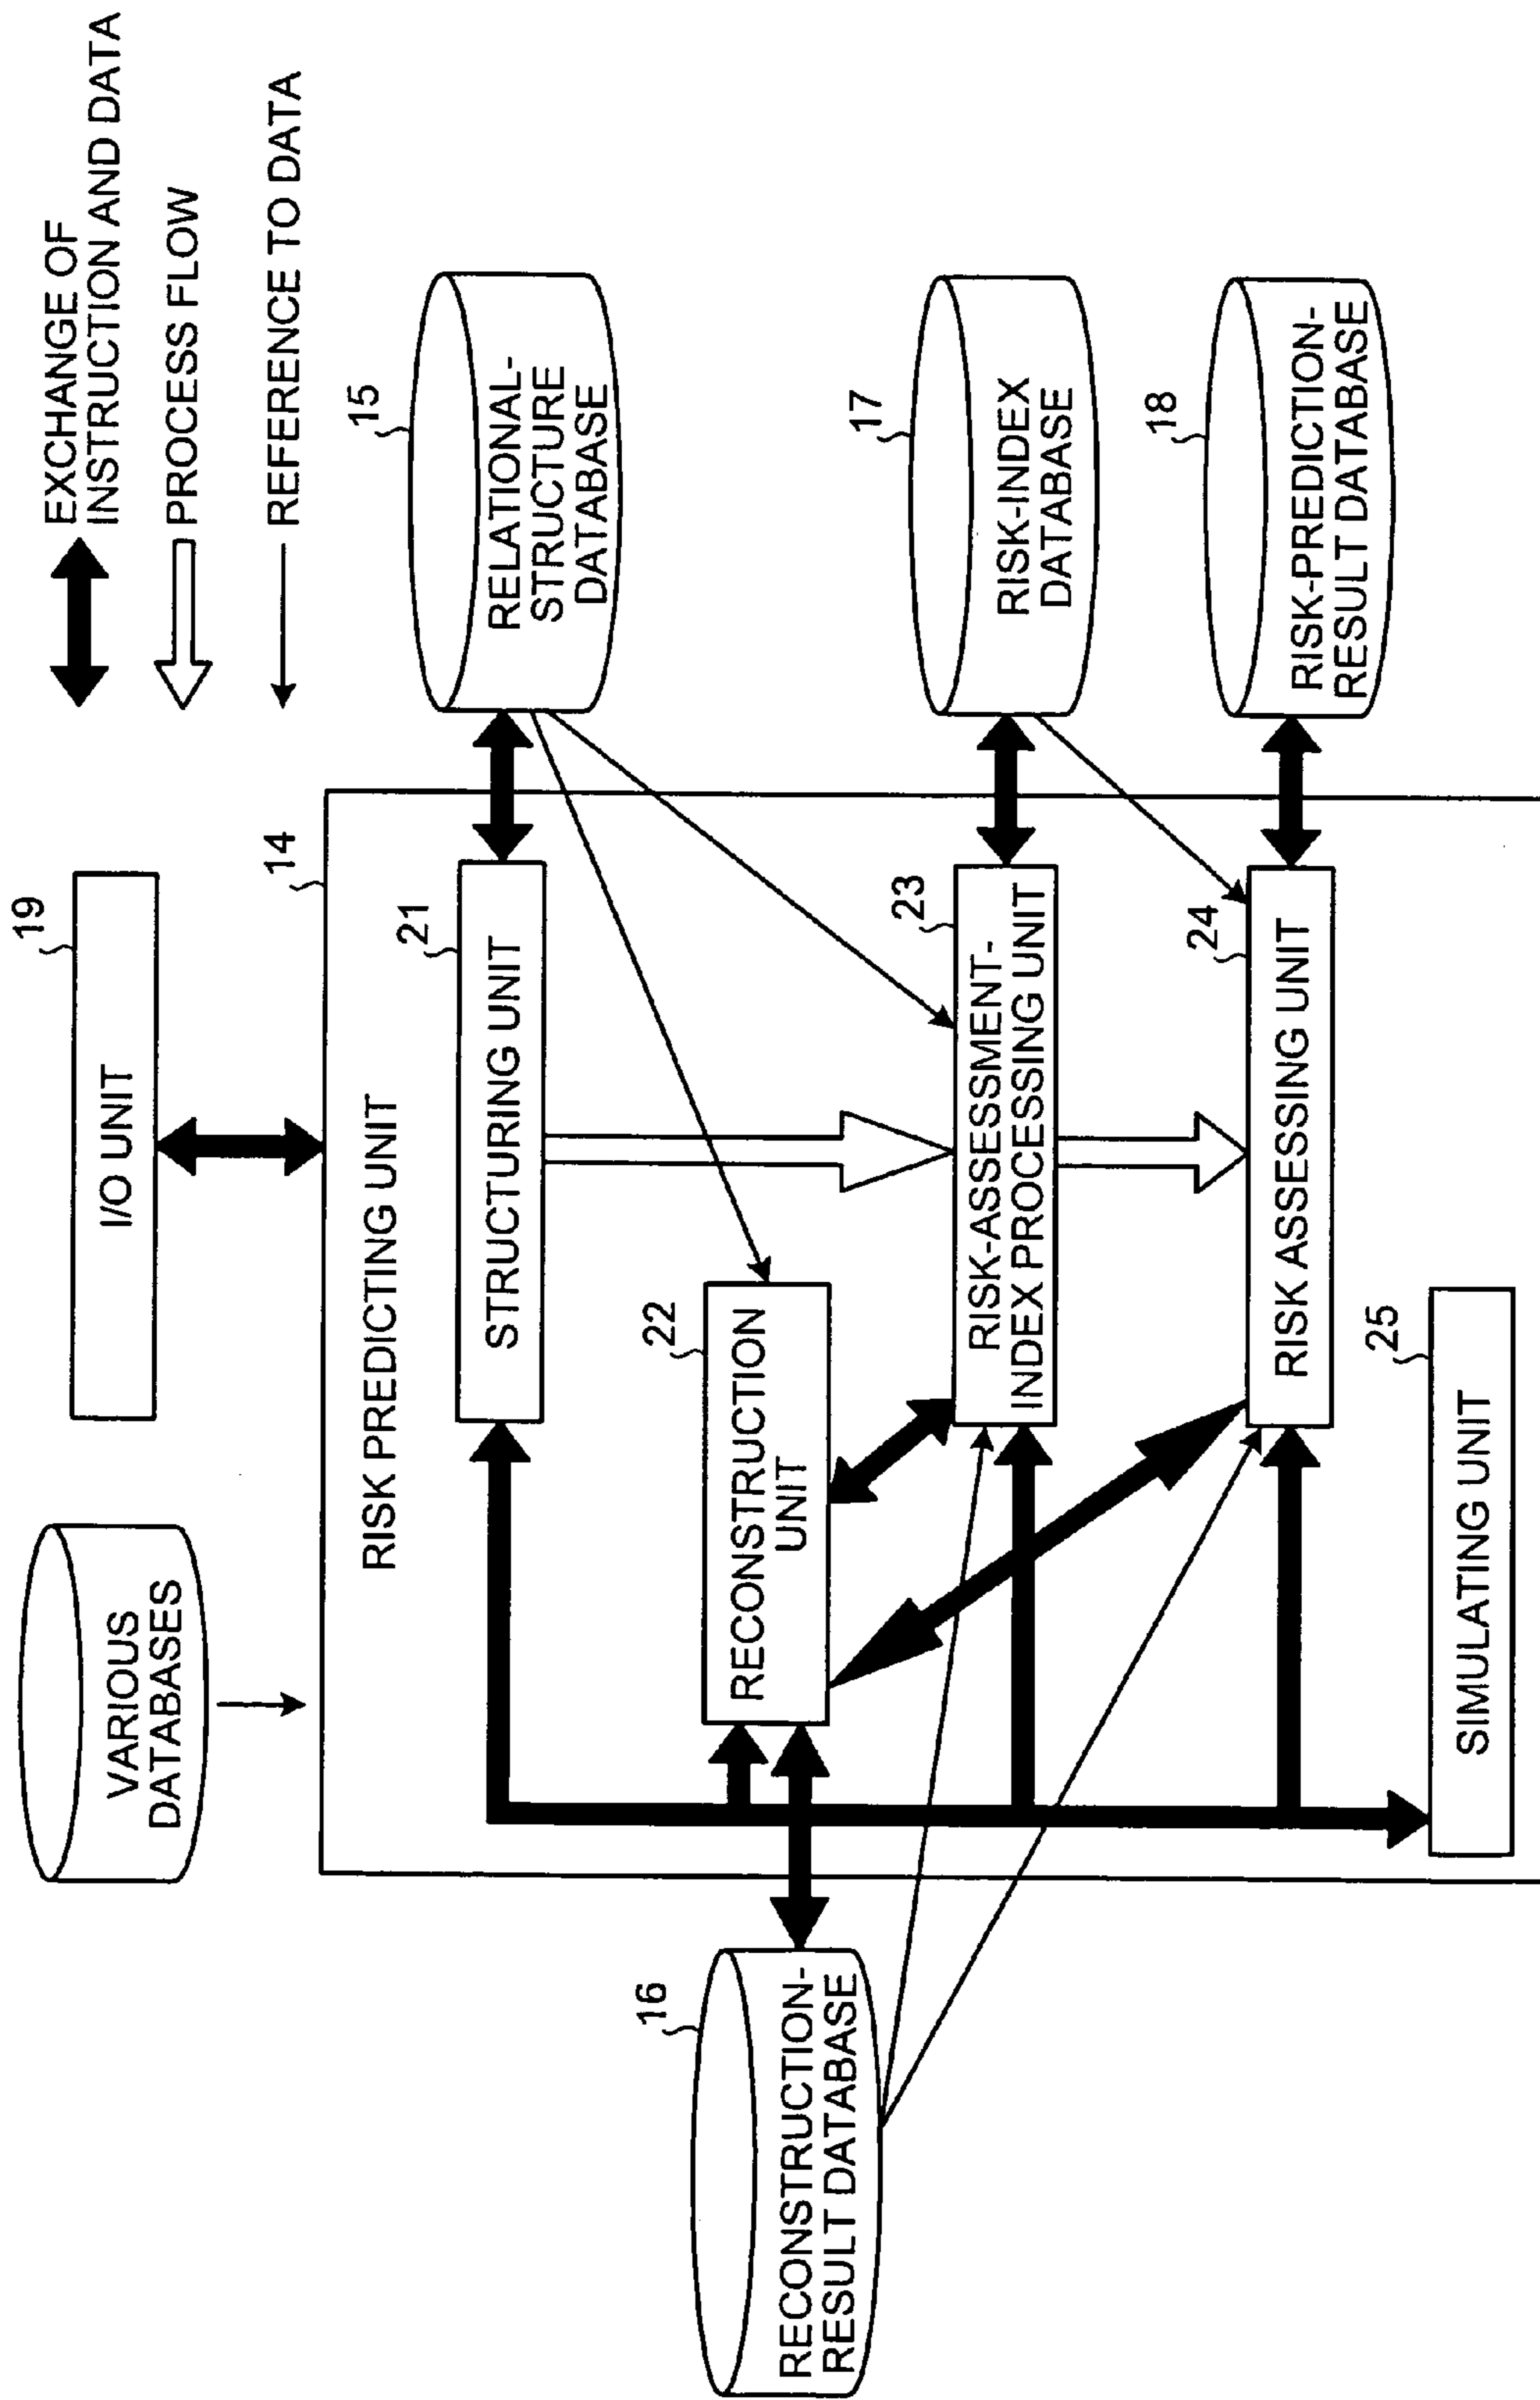 EXCHANGE OF
INSTRUCTION AND DATA
PROCESS FLOW
REFERENCE TO DATA
VARIOUS
DATABASES
19
I/O UNIT
14
RISK PREDICTING UNIT
15
RELATIONAL-
STRUCTURE
DATABASE
21
STRUCTURING UNIT
16
RECONSTRUCTION-
RESULT DATABASE
22
RECONSTRUCTION
UNIT
23
RISK-ASSESSMENT-
INDEX PROCESSING UNIT
17
RISK-INDEX
DATABASE
24
RISK ASSESSING UNIT
18
RISK-PREDICTION-
RESULT DATABASE
25
SIMULATING UNIT